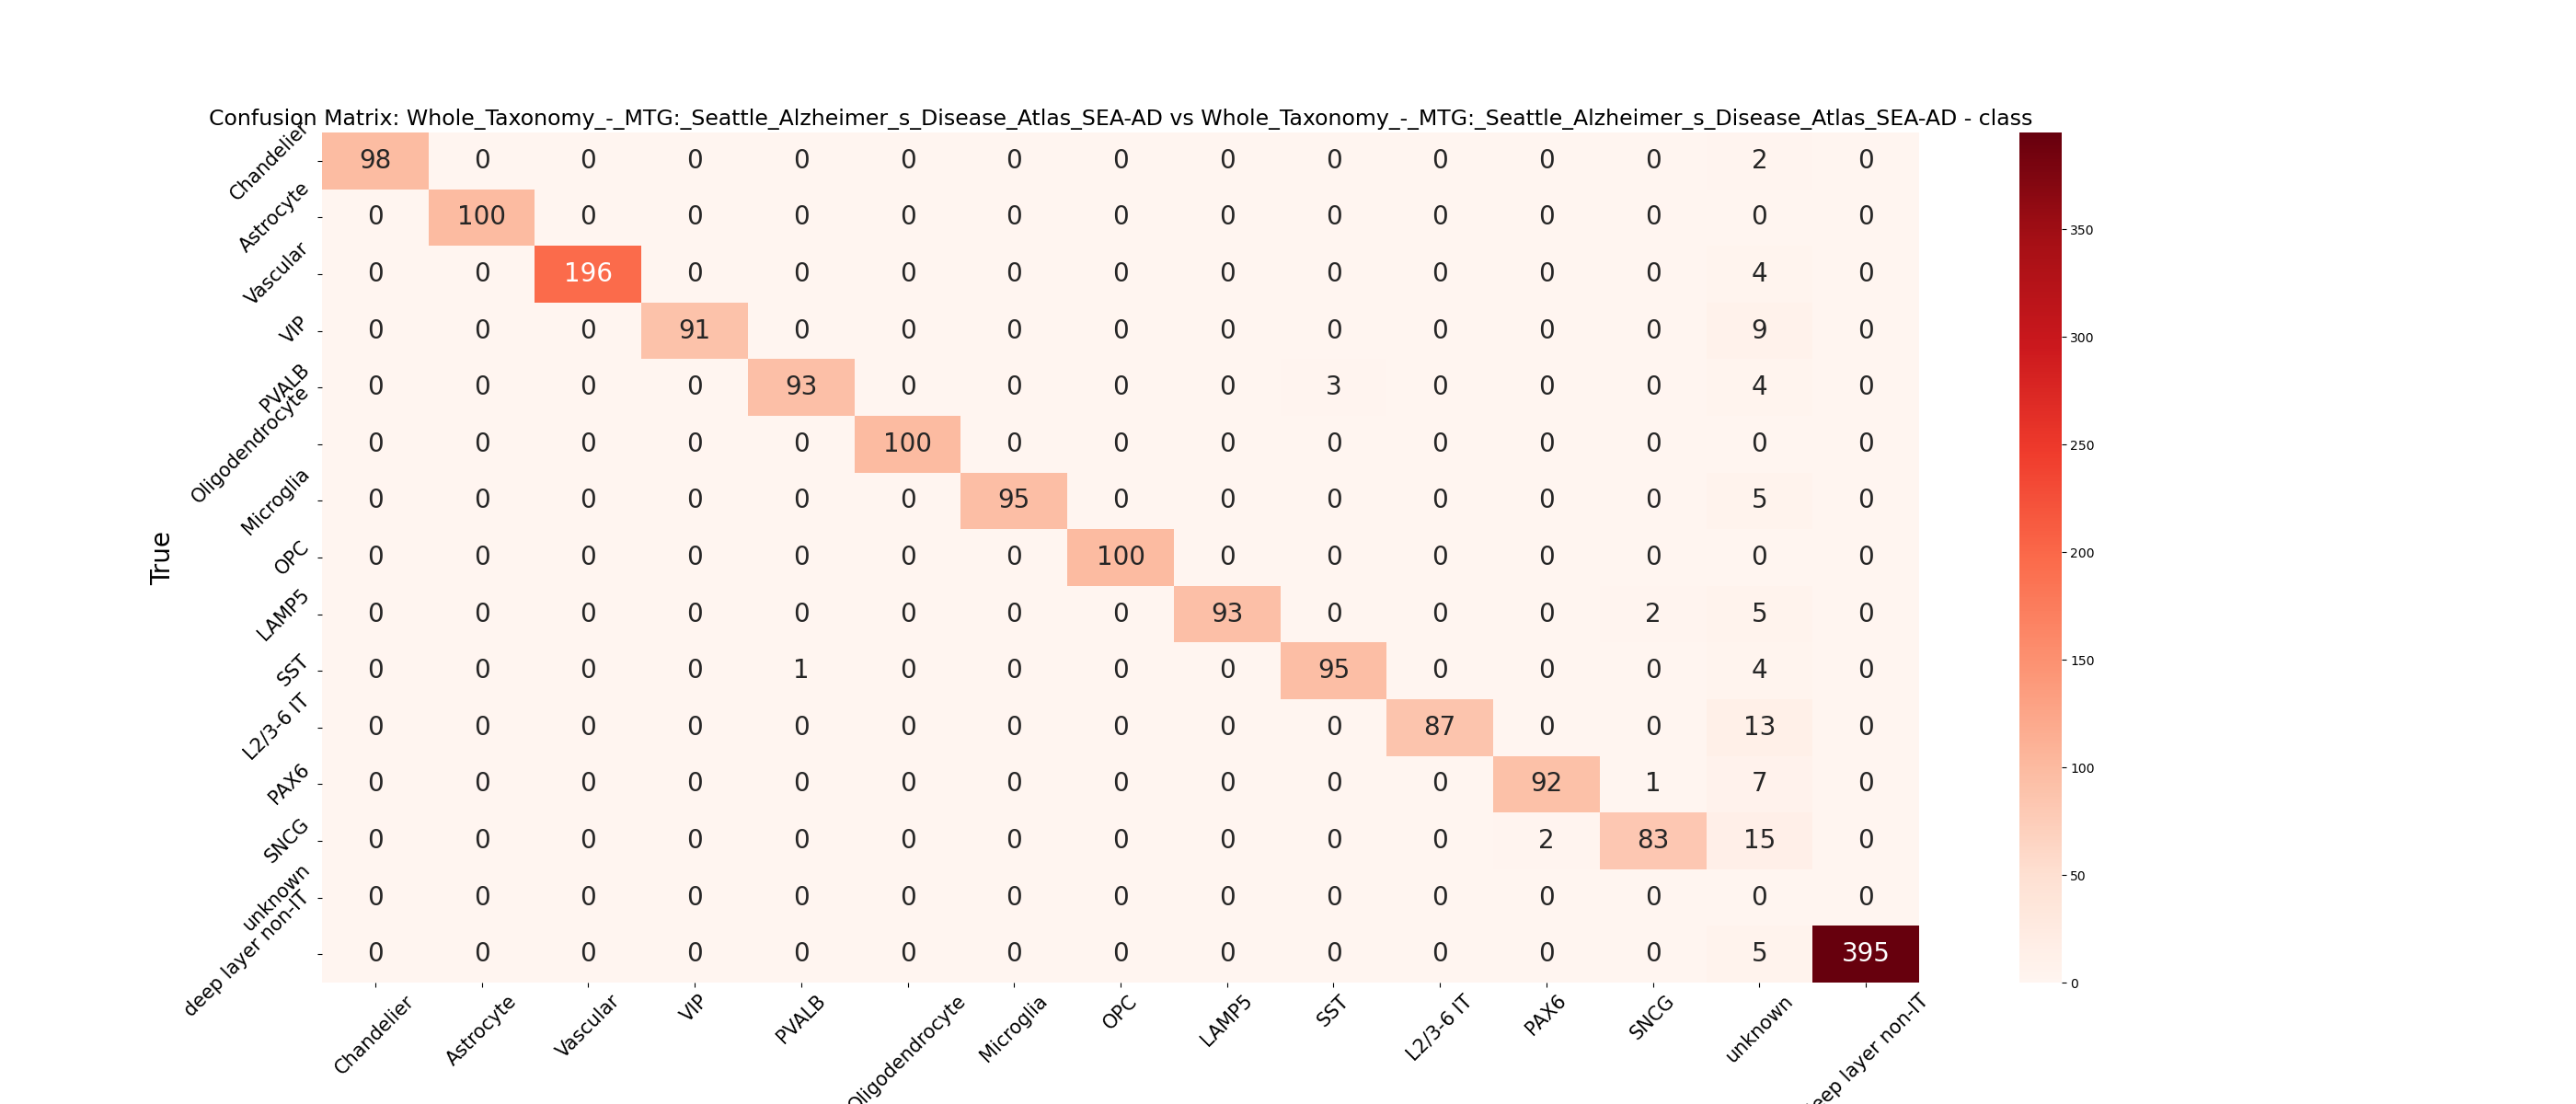 Confusion Matrix: Whole_Taxonomy_-_MTG:_Seattle_Alzheimer_s_Disease_Atlas_SEA-AD vs Whole_Taxonomy_-_MTG:_Seattle_Alzheimer_s_Disease_Atlas_SEA-AD - class
True
Chandelier 98 0 0 0 0 0 0 0 0 0 0 0 0 2 0
Astrocyte 0 100 0 0 0 0 0 0 0 0 0 0 0 0 0
Vascular 0 0 196 0 0 0 0 0 0 0 0 0 0 4 0
VIP 0 0 0 91 0 0 0 0 0 0 0 0 0 9 0
PVALB 0 0 0 0 93 0 0 0 0 3 0 0 0 4 0
Oligodendrocyte 0 0 0 0 0 100 0 0 0 0 0 0 0 0 0
Microglia 0 0 0 0 0 0 95 0 0 0 0 0 0 5 0
OPC 0 0 0 0 0 0 0 100 0 0 0 0 0 0 0
LAMP5 0 0 0 0 0 0 0 0 93 0 0 0 2 5 0
SST 0 0 0 0 1 0 0 0 0 95 0 0 0 4 0
L2/3-6 IT 0 0 0 0 0 0 0 0 0 0 87 0 0 13 0
PAX6 0 0 0 0 0 0 0 0 0 0 0 92 1 7 0
SNCG 0 0 0 0 0 0 0 0 0 0 0 2 83 15 0
unknown 0 0 0 0 0 0 0 0 0 0 0 0 0 0 0
deep layer non-IT 0 0 0 0 0 0 0 0 0 0 0 0 0 5 395
Chandelier Astrocyte Vascular VIP PVALB Oligodendrocyte Microglia OPC LAMP5 SST L2/3-6 IT PAX6 SNCG unknown eep layer non-IT
350
300
250
200
150
100
50
0